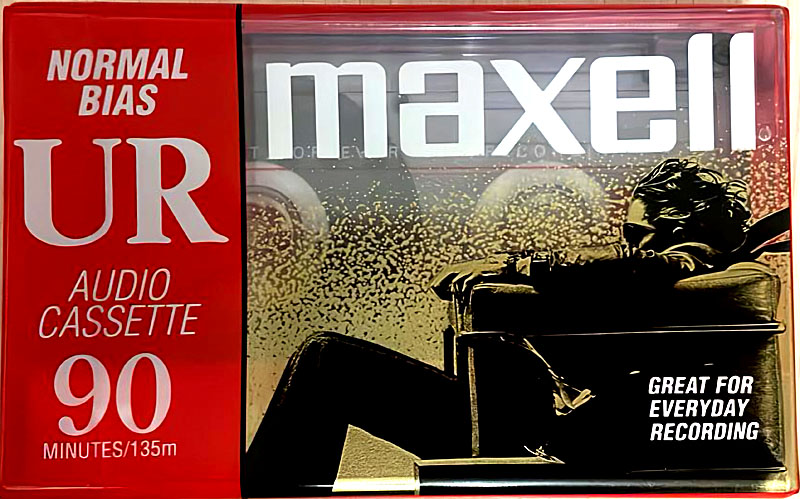 NORMAL
BIAS
UR
AUDIO
CASSETTE
90
MINUTES/135m
maxell
GREAT FOR
EVERYDAY
RECORDING